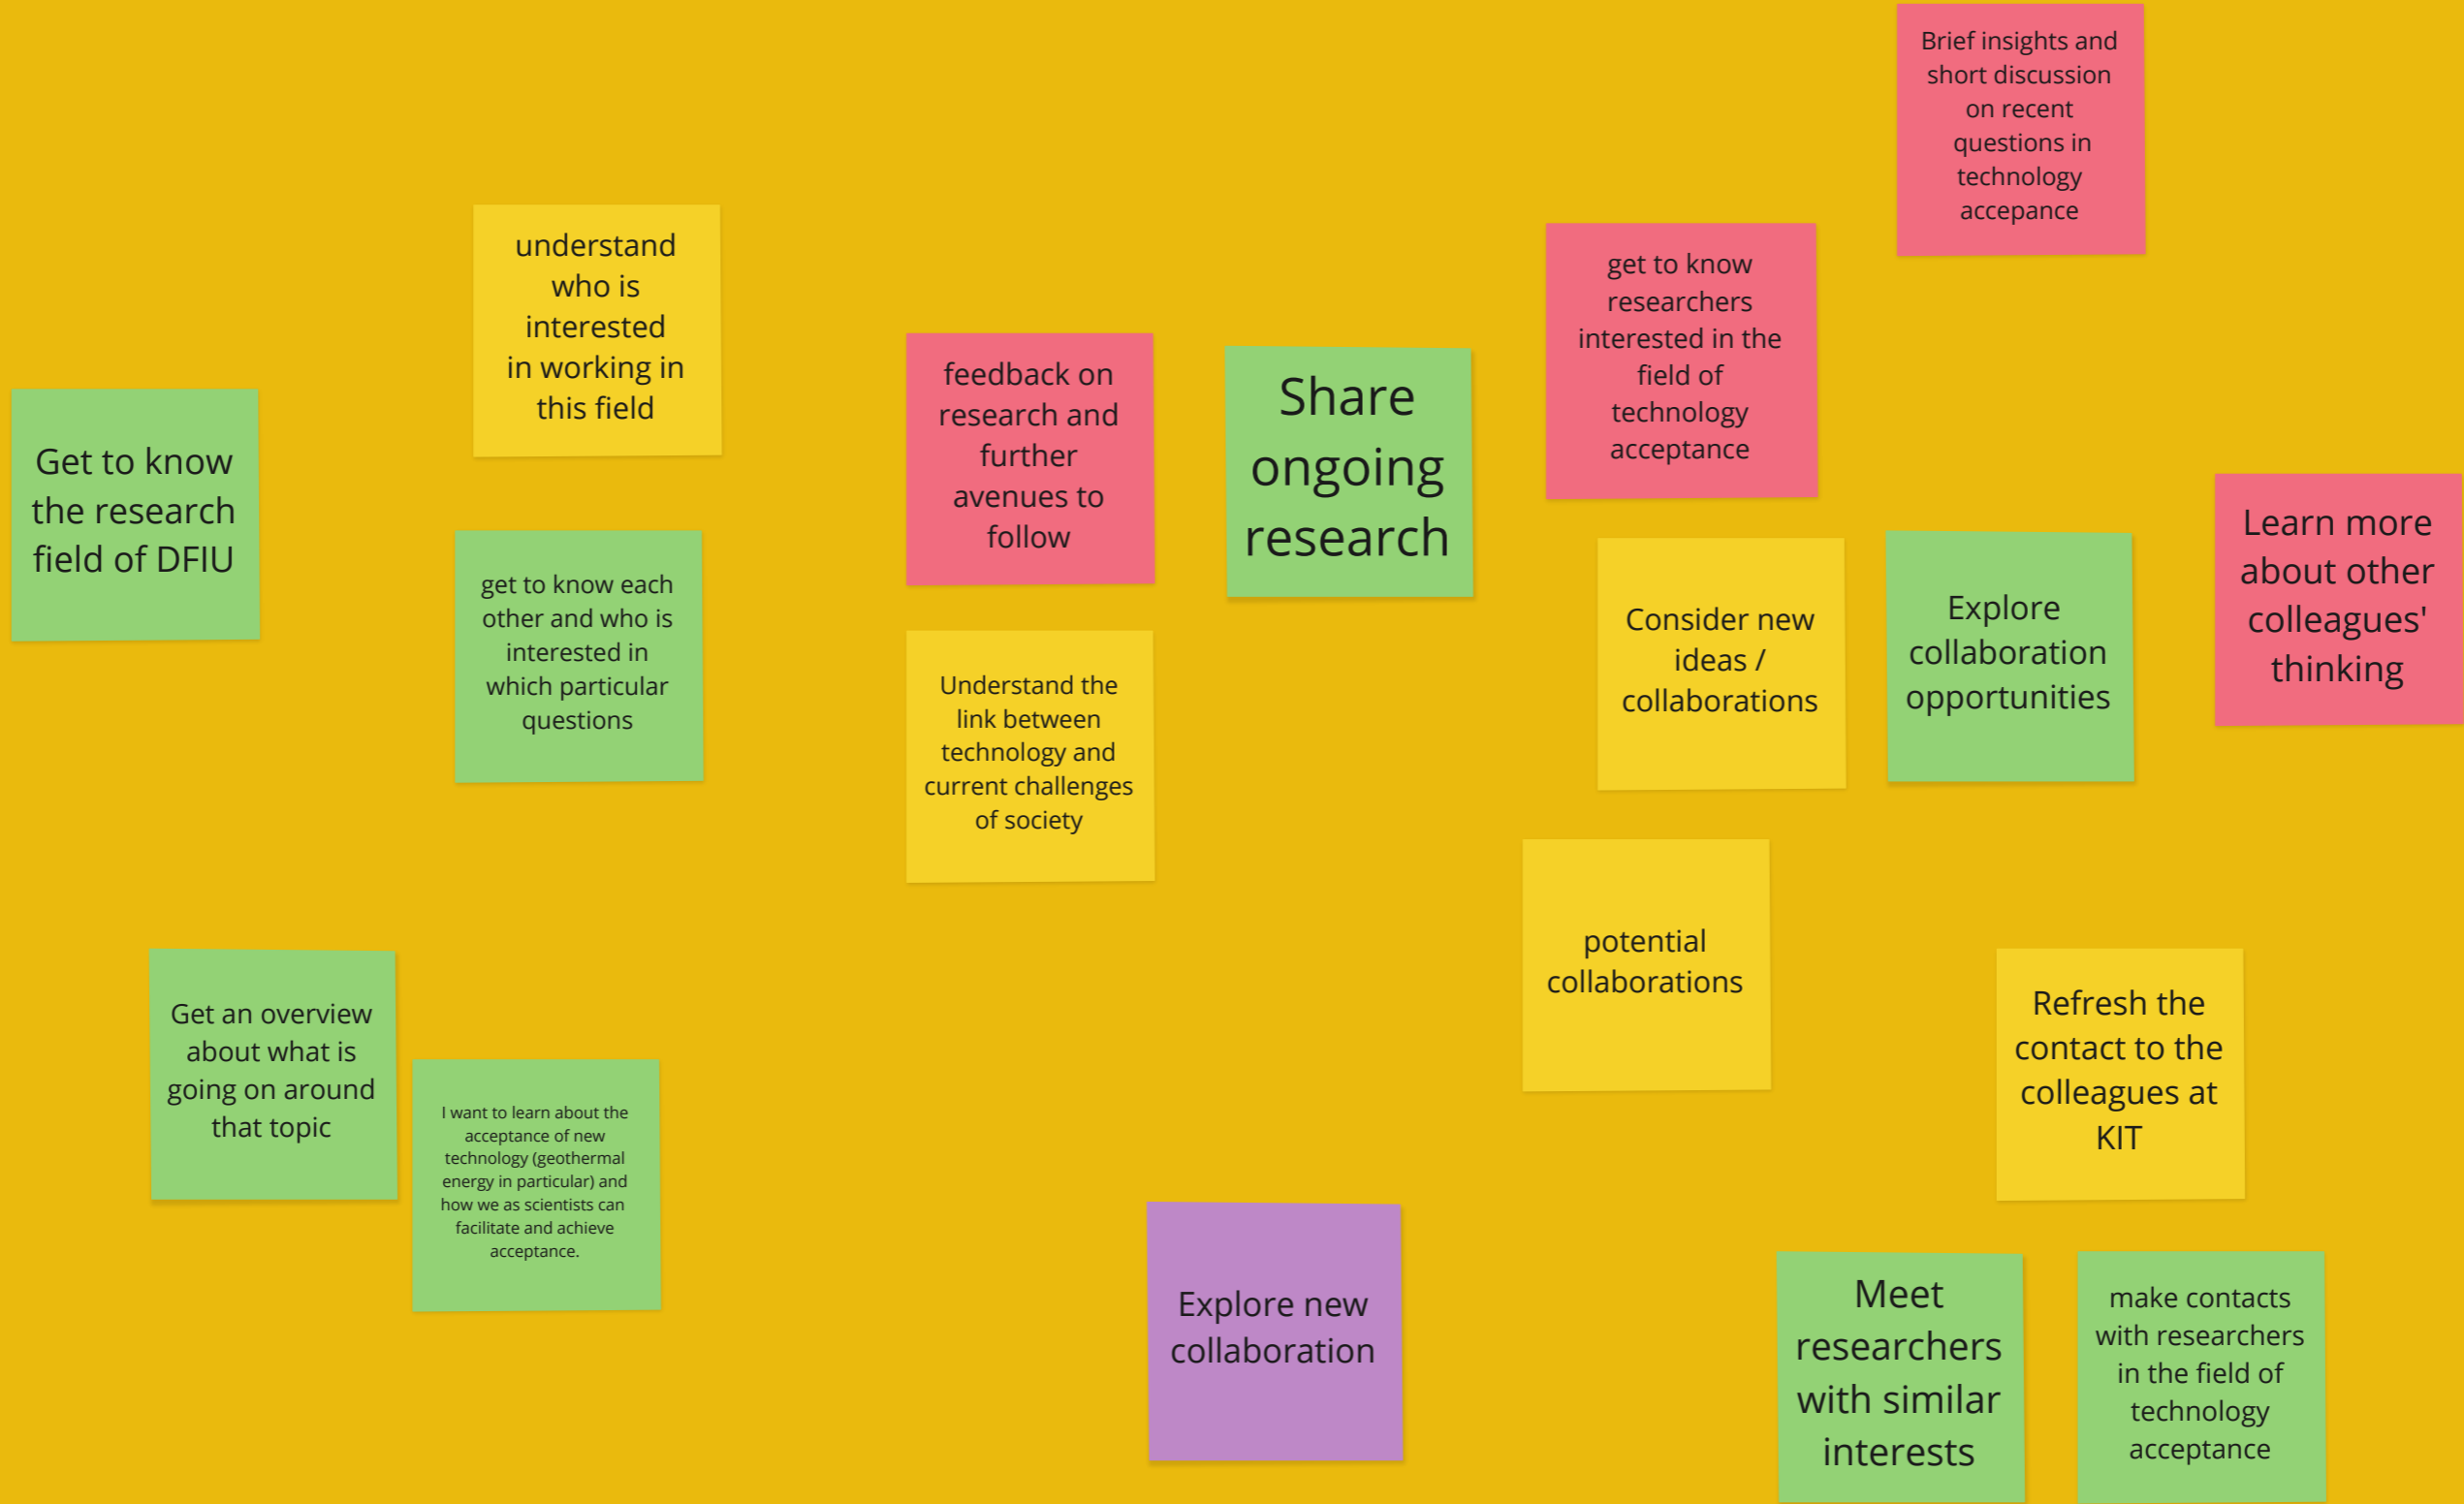 Brief insights and
short discussion
on recent
questions in
technology
accepance
understand
who is
interested
in working in
this field
get to know
researchers
interested in the
field of
technology
acceptance
feedback on
research and
further
avenues to
follow
Share
ongoing
research
Get to know
the research
field of DFIU
Learn more
about other
colleagues'
thinking
get to know each
other and who is
interested in
which particular
questions
Consider new
ideas /
collaborations
Explore
collaboration
opportunities
Understand the
link between
technology and
current challenges
of society
potential
collaborations
Get an overview
about what is
going on around
that topic
Refresh the
contact to the
colleagues at
KIT
I want to learn about the
acceptance of new
technology (geothermal
energy in particular) and
how we as scientists can
facilitate and achieve
acceptance.
Explore new
collaboration
Meet
researchers
with similar
interests
make contacts
with researchers
in the field of
technology
acceptance